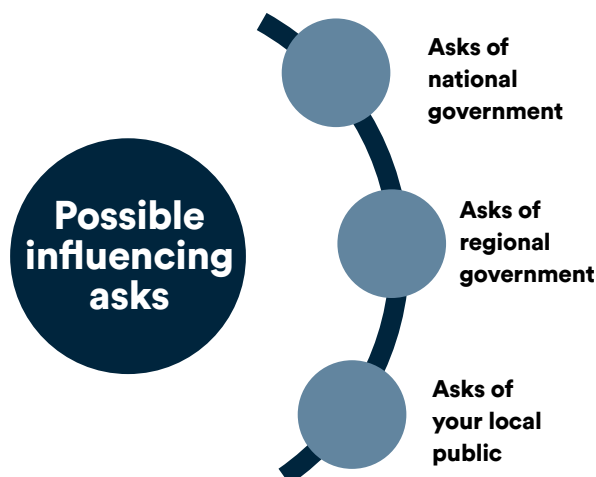 Possible
influencing
asks
Asks of
national
government
Asks of
regional
government
Asks of
your local
public